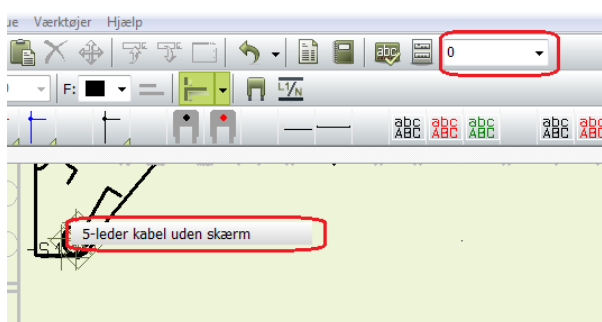 ue Værktøjer Hjælp
0
F:
L1/N
abc abc abc abc abc
ABC ABC ABC ABC ABC
5-leder kabel uden skærm